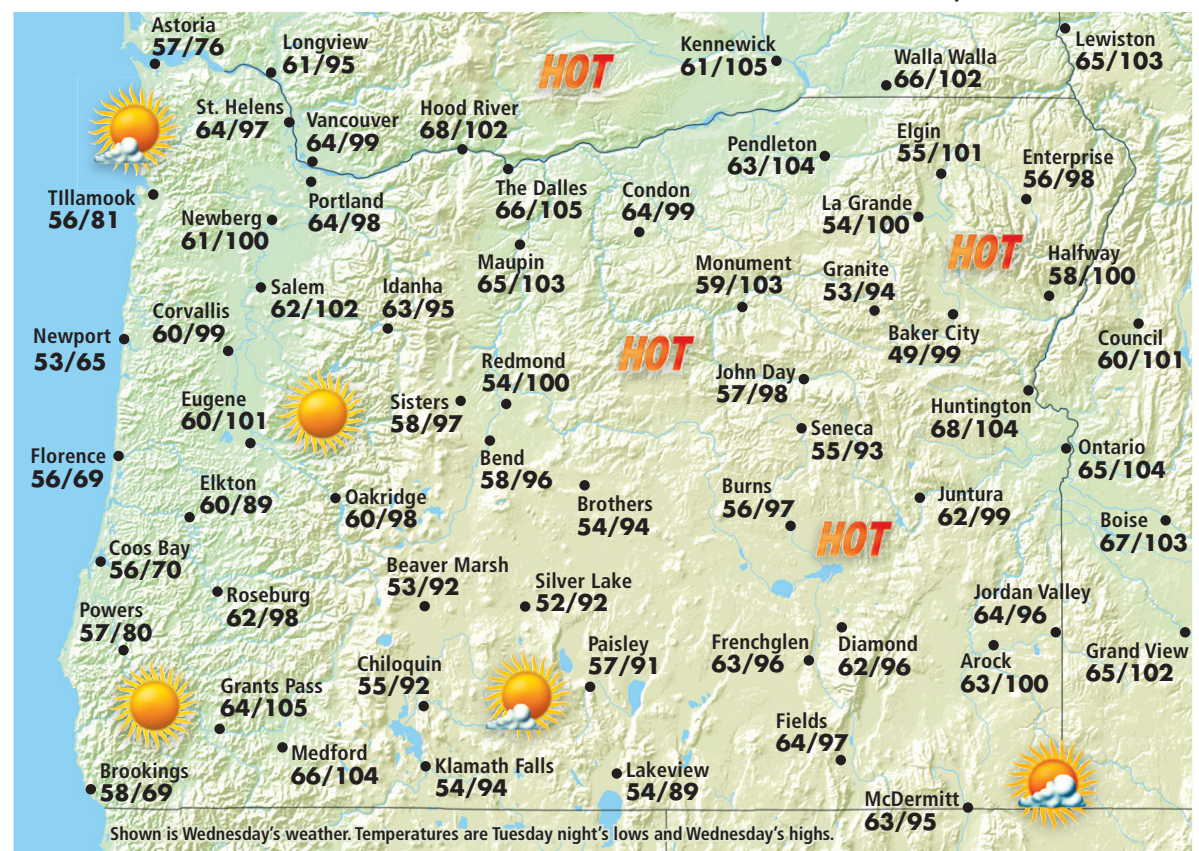 Astoria
57/76
Longview
61/95
HOT
Kennewick
61/105
Walla Walla
66/102
Lewiston
65/103
St. Helens
64/97
Vancouver
64/99
Hood River
68/102
Pendleton
63/104
Elgin
55/101
Enterprise
56/98
TIllamook
56/81
Newberg
61/100
Portland
64/98
The Dalles
66/105
Condon
64/99
La Grande
54/100
HOT
Halfway
58/100
Maupin
65/103
Monument
59/103
Granite
53/94
Salem
62/102
Idanha
63/95
Corvallis
60/99
Newport
53/65
Baker City
49/99
Council
60/101
HOT
Redmond
54/100
John Day
57/98
Eugene
60/101
Sisters
58/97
Huntington
68/104
Seneca
55/93
Florence
56/69
Bend
58/96
Ontario
65/104
Elkton
60/89
Oakridge
60/98
Brothers
54/94
Burns
56/97
Juntura
62/99
Boise
67/103
HOT
Coos Bay
56/70
Beaver Marsh
53/92
Silver Lake
52/92
Roseburg
62/98
Jordan Valley
64/96
Powers
57/80
Paisley
57/91
Frenchglen
63/96
Diamond
62/96
Arock
63/100
Grand View
65/102
Chiloquin
55/92
Grants Pass
64/105
Fields
64/97
Medford
66/104
Klamath Falls
54/94
Lakeview
54/89
Brookings
58/69
McDermitt
63/95
Shown is Wednesday's weather. Temperatures are Tuesday night's lows and Wednesday's highs.